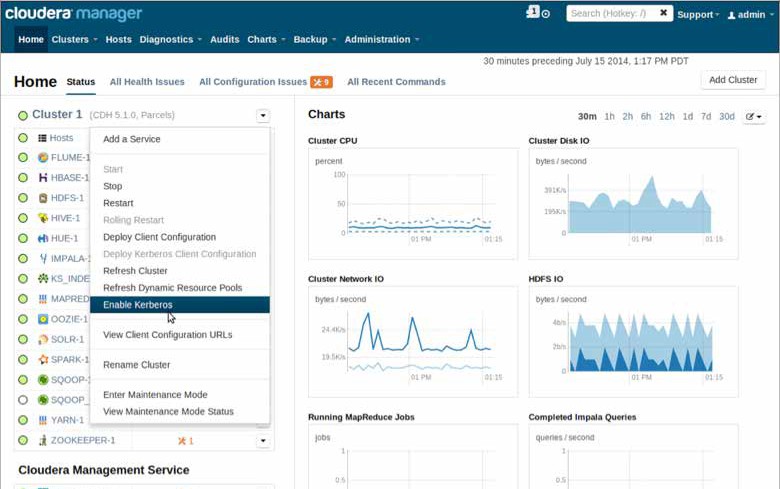 cloudera manager
1
Search (Hotkey: /)
Support
admin
Home Clusters Hosts Diagnostics Audits Charts Backup Administration
30 minutes preceding July 15 2014, 1:17 PM PDT
Home Status All Health Issues All Configuration Issues 9 All Recent Commands
Add Cluster
Cluster 1 (CDH 5.1.0, Parcels)
Hosts
FLUME-1
HBASE-1
HDFS-1
HIVE-1
HUE-1
IMPALA-
KS_INDE
MAPRED
OOZIE-1
SOLR-1
SPARK-1
SQOOP-
SQOOP_
YARN-1
ZOOKEEPER-1 1
Cloudera Management Service
Add a Service
Start
Stop
Restart
Rolling Restart
Deploy Client Configuration
Deploy Kerberos Client Configuration
Refresh Cluster
Refresh Dynamic Resource Pools
Enable Kerberos
View Client Configuration URLs
Rename Cluster
Enter Maintenance Mode
View Maintenance Mode Status
Charts
30m 1h 2h 6h 12h 1d 7d 30d
Cluster CPU
percent
100
50
0
01 PM 01:15
Cluster Disk IO
bytes / second
391K/s
195K/s
01 PM 01:15
Cluster Network IO
bytes / second
24.4K/s
19.5K/s
01 PM 01:15
HDFS IO
bytes / second
4b/s
2b/s
0
01 PM 01:15
Running MapReduce Jobs
jobs
1
0.5
Completed Impala Queries
queries / second
1
0.5